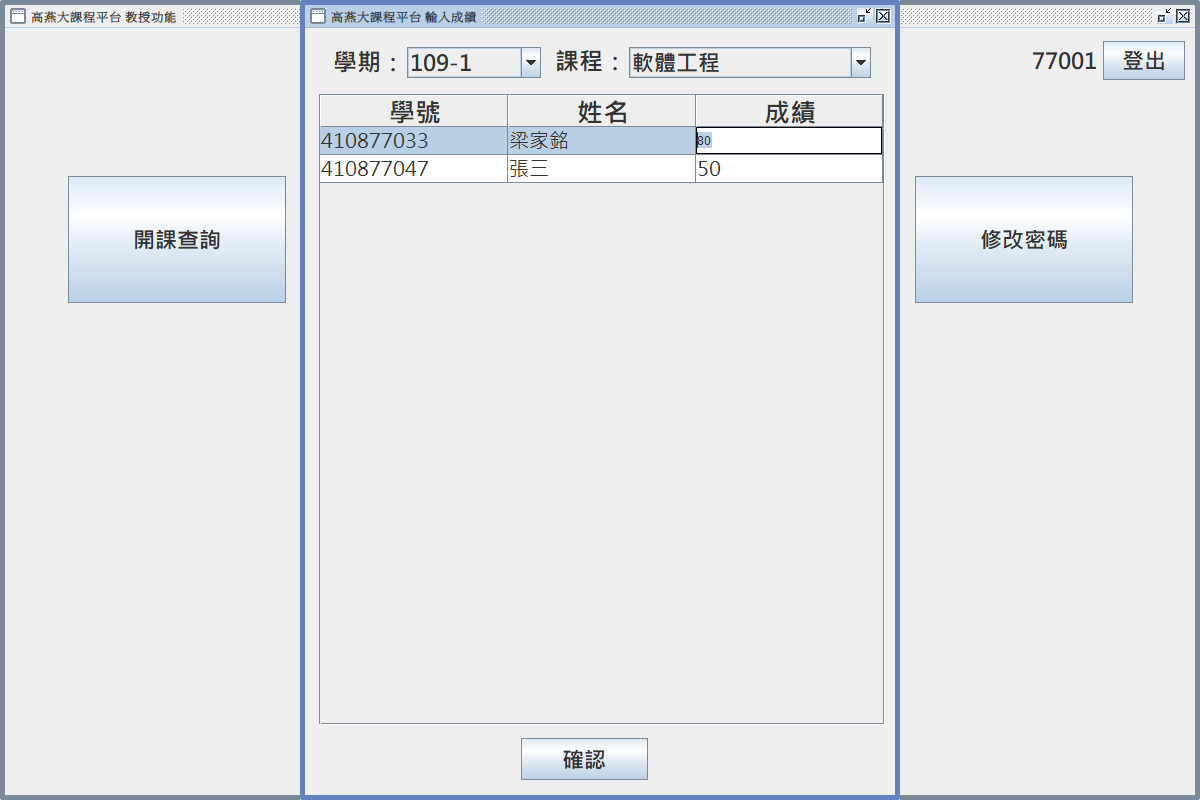 高燕大課程平台 教授功能
高燕大課程平台 輸入成績
學期： 109-1 課程： 軟體工程
77001 登出
學號 姓名 成績
410877033 梁家銘 80
410877047 張三 50
開課查詢
修改密碼
確認